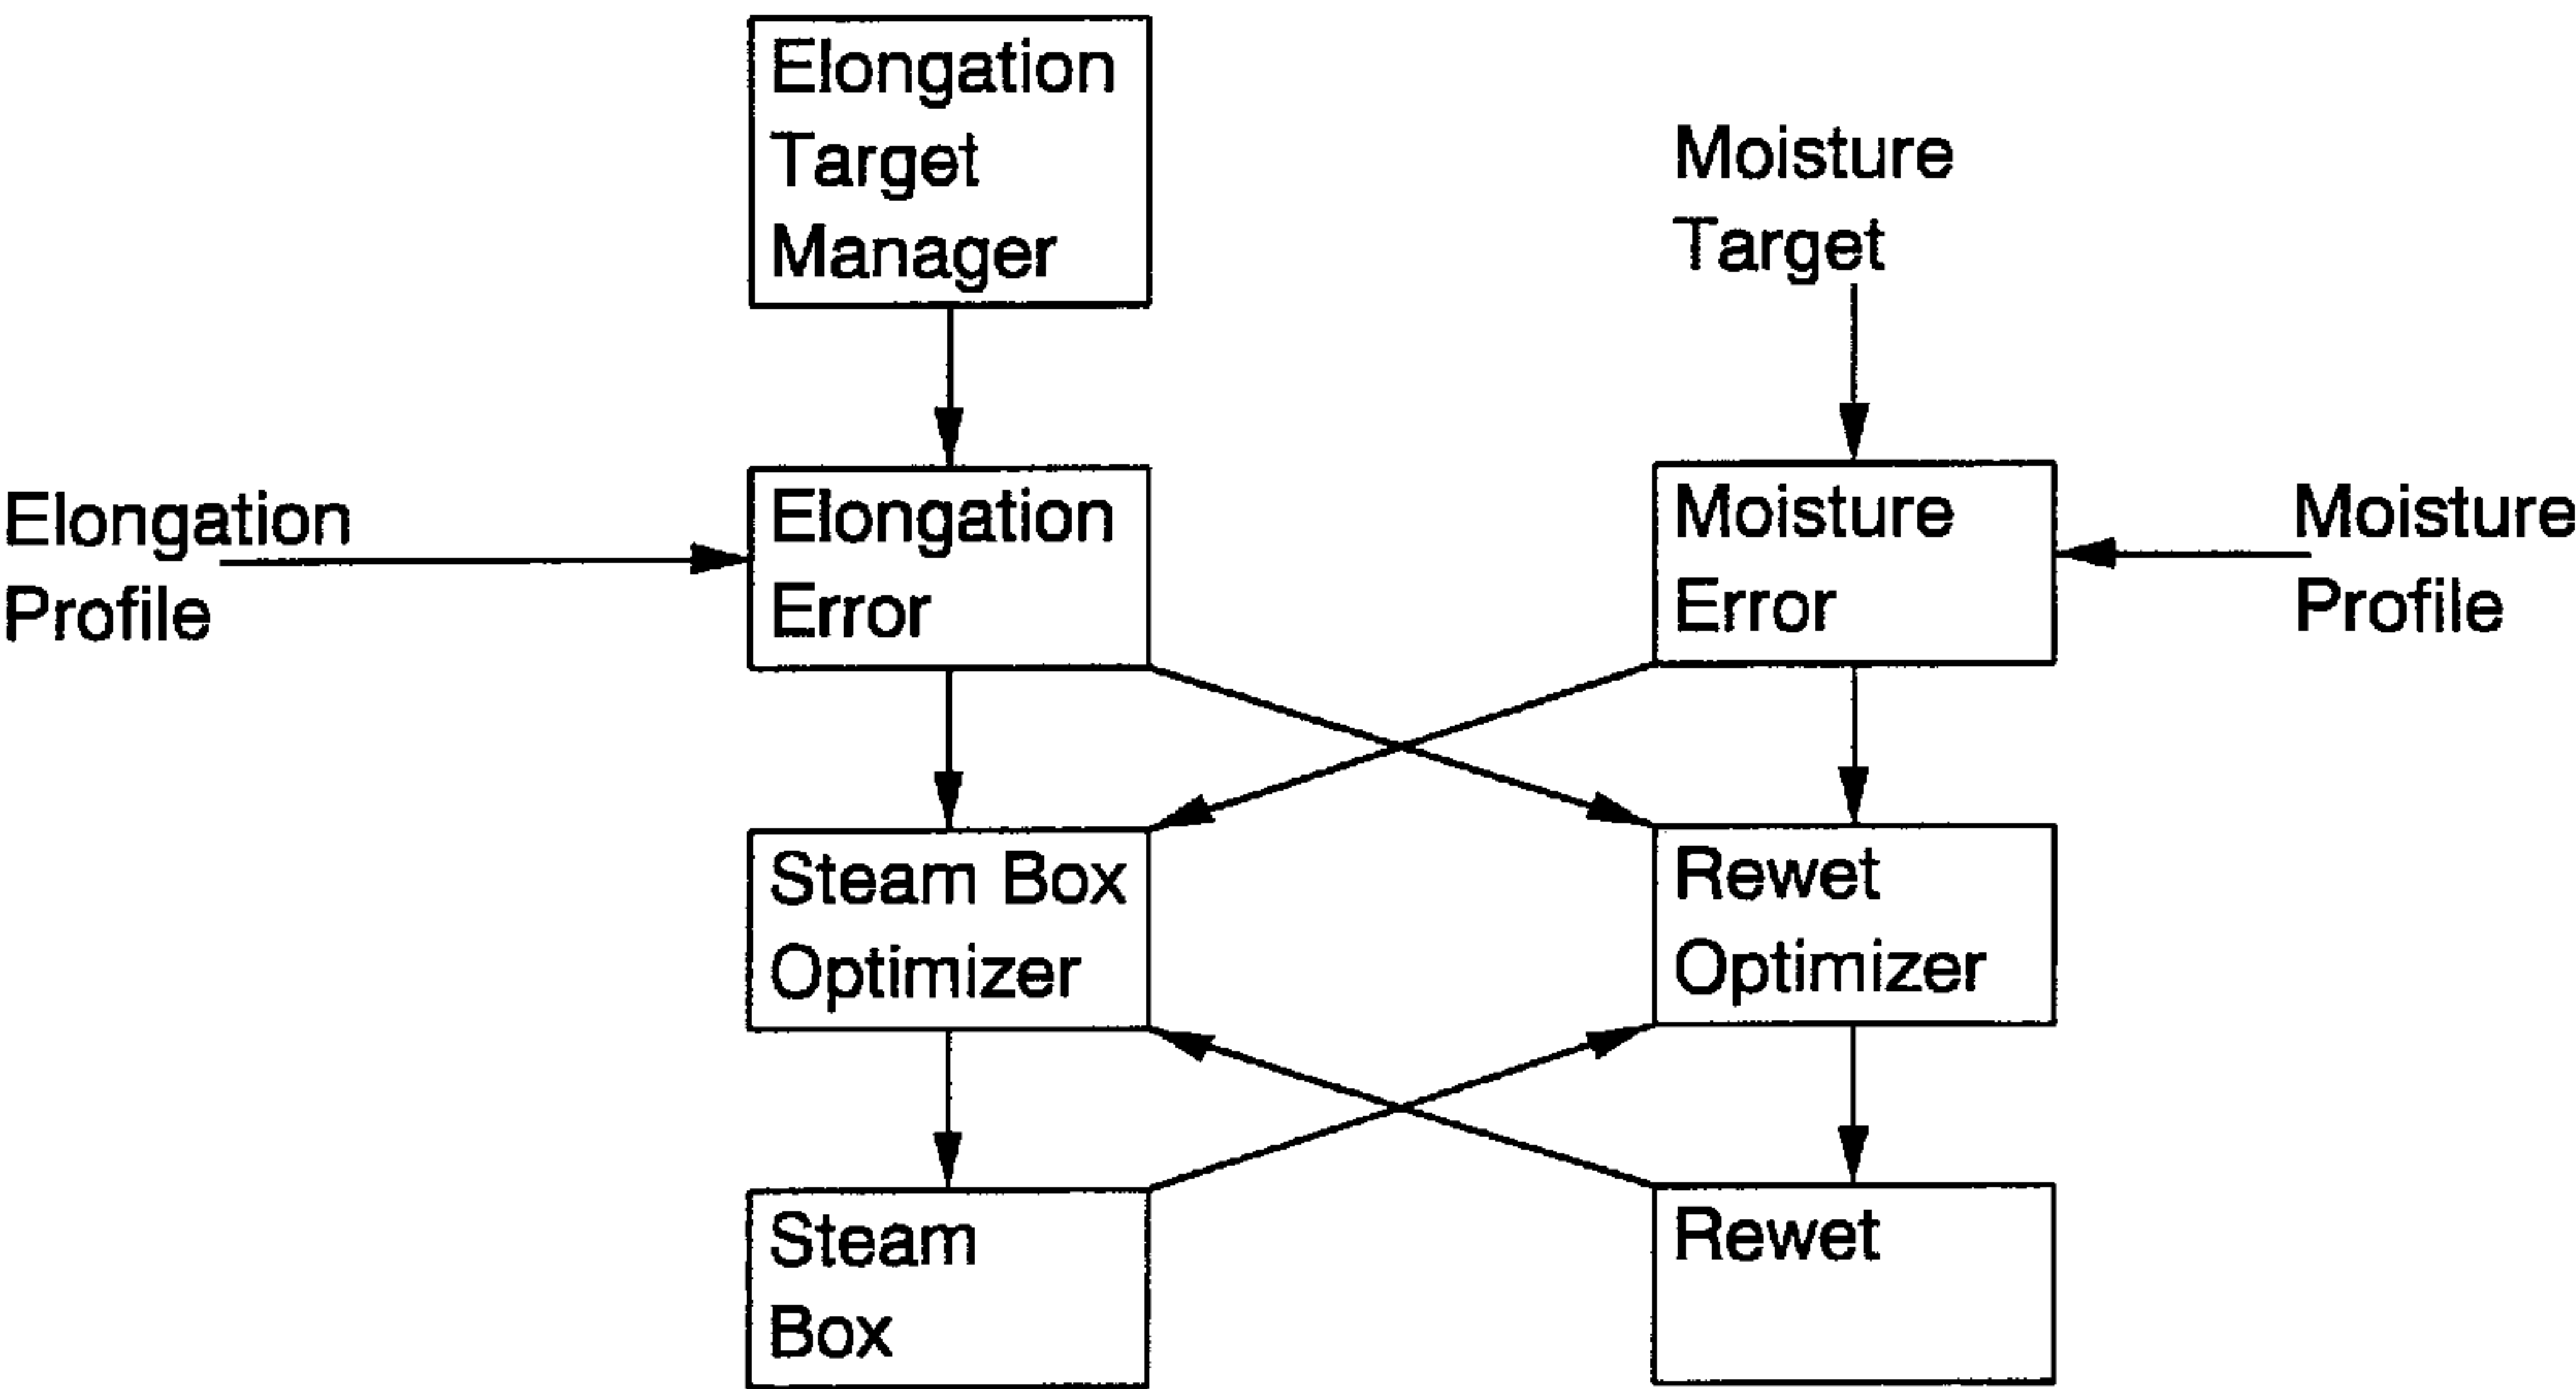 Elongation
Target
Manager
Moisture
Target
Elongation
Profile
Elongation
Error
Moisture
Error
Moisture
Profile
Steam Box
Optimizer
Rewet
Optimizer
Steam
Box
Rewet